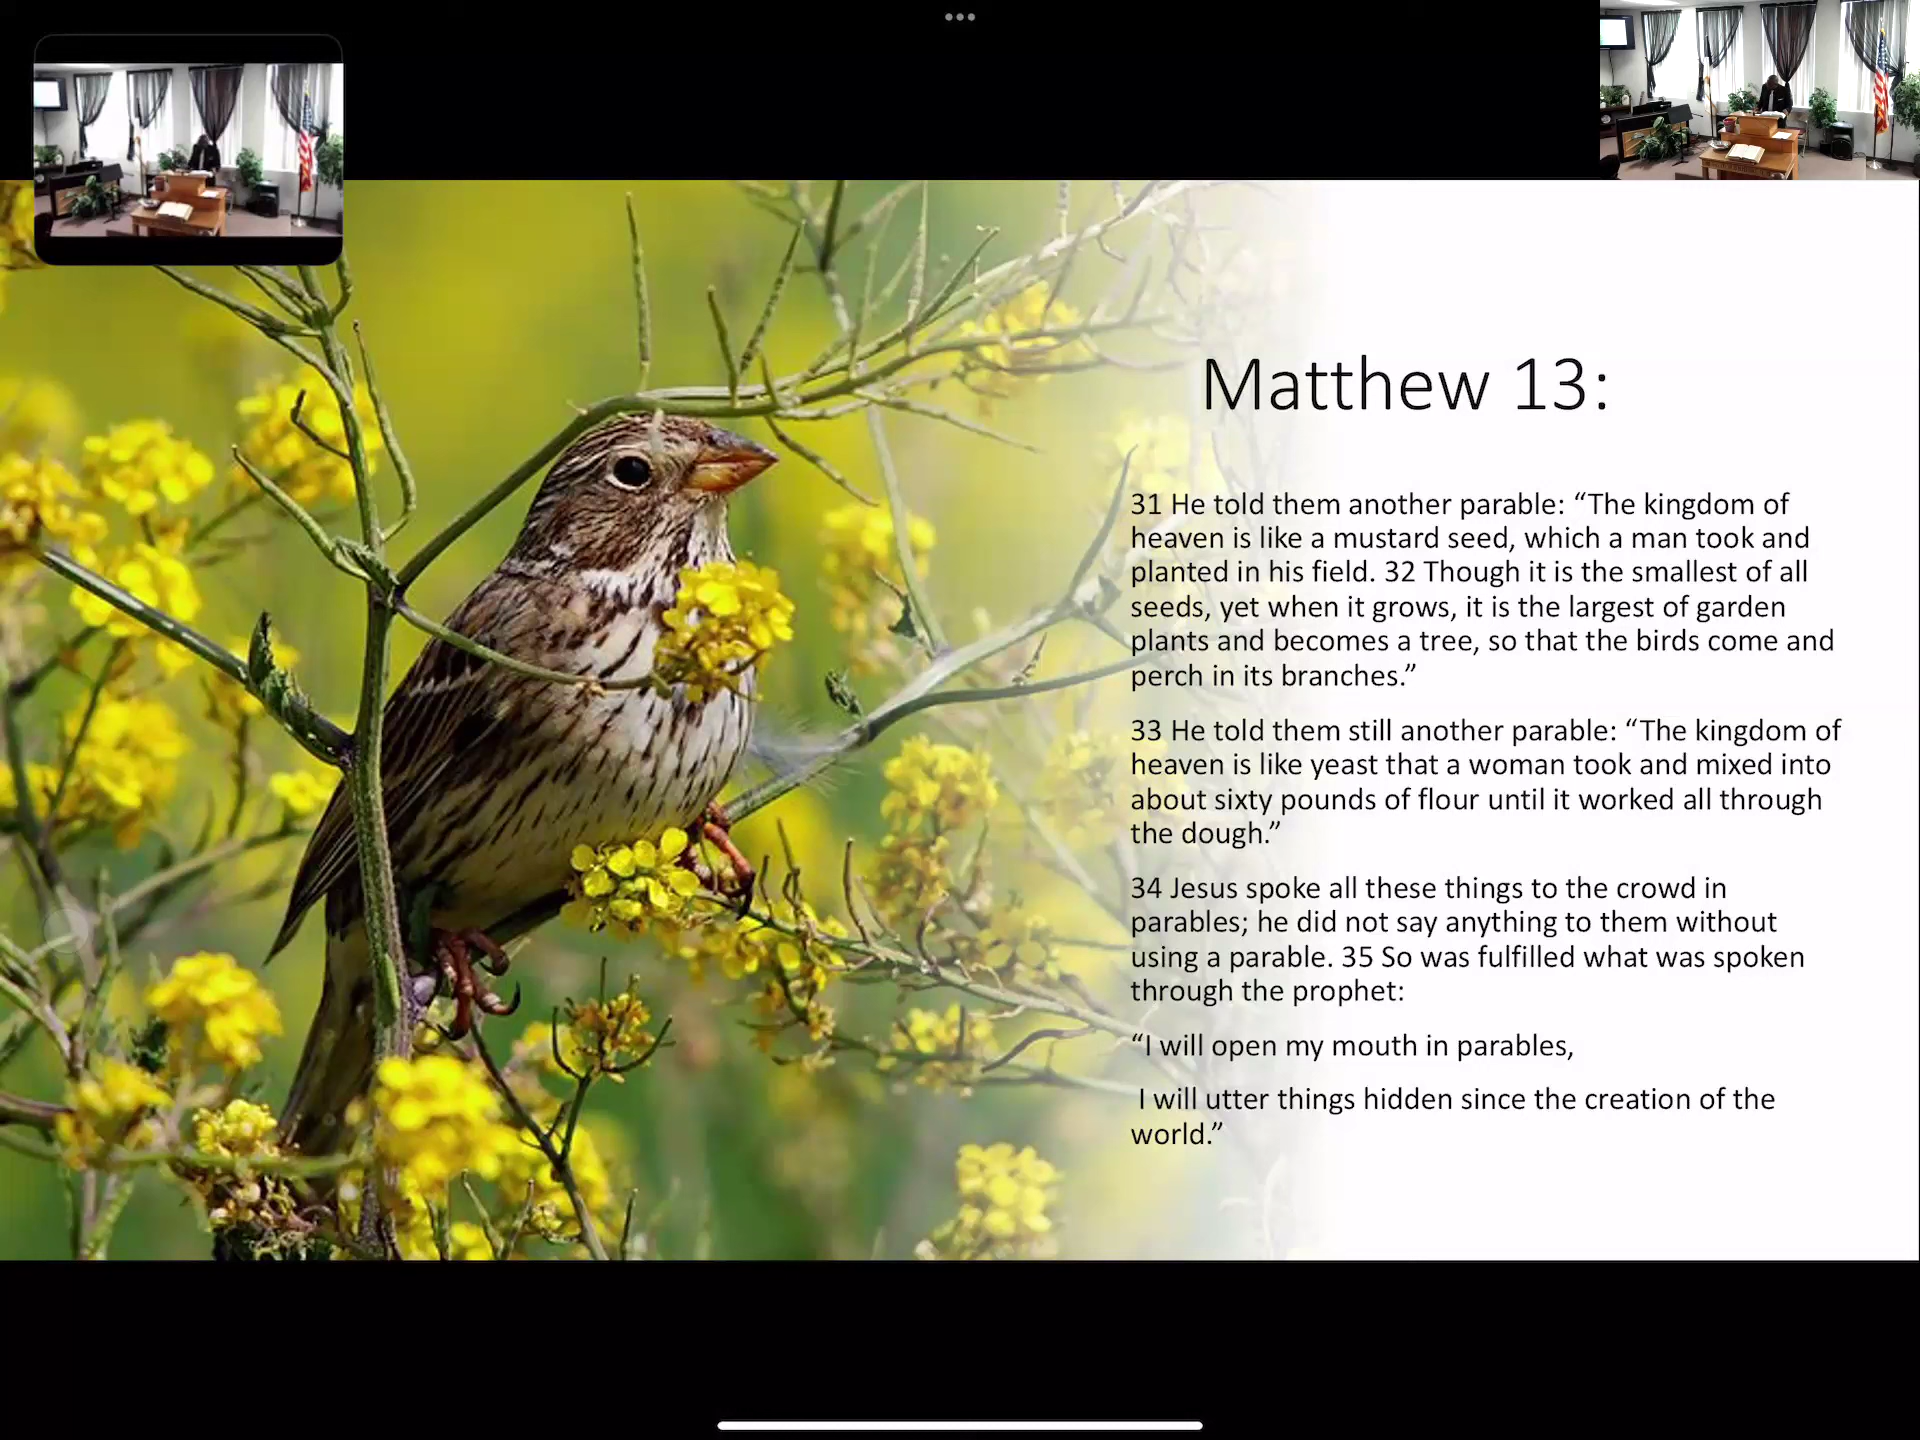 Matthew 13:
31 He told them another parable: “The kingdom of
heaven is like a mustard seed, which a man took and
planted in his field. 32 Though it is the smallest of all
seeds, yet when it grows, it is the largest of garden
plants and becomes a tree, so that the birds come and
perch in its branches.”
33 He told them still another parable: “The kingdom of
heaven is like yeast that a woman took and mixed into
about sixty pounds of flour until it worked all through
the dough.”
34 Jesus spoke all these things to the crowd in
parables; he did not say anything to them without
using a parable. 35 So was fulfilled what was spoken
through the prophet:
“I will open my mouth in parables,
I will utter things hidden since the creation of the
world.”